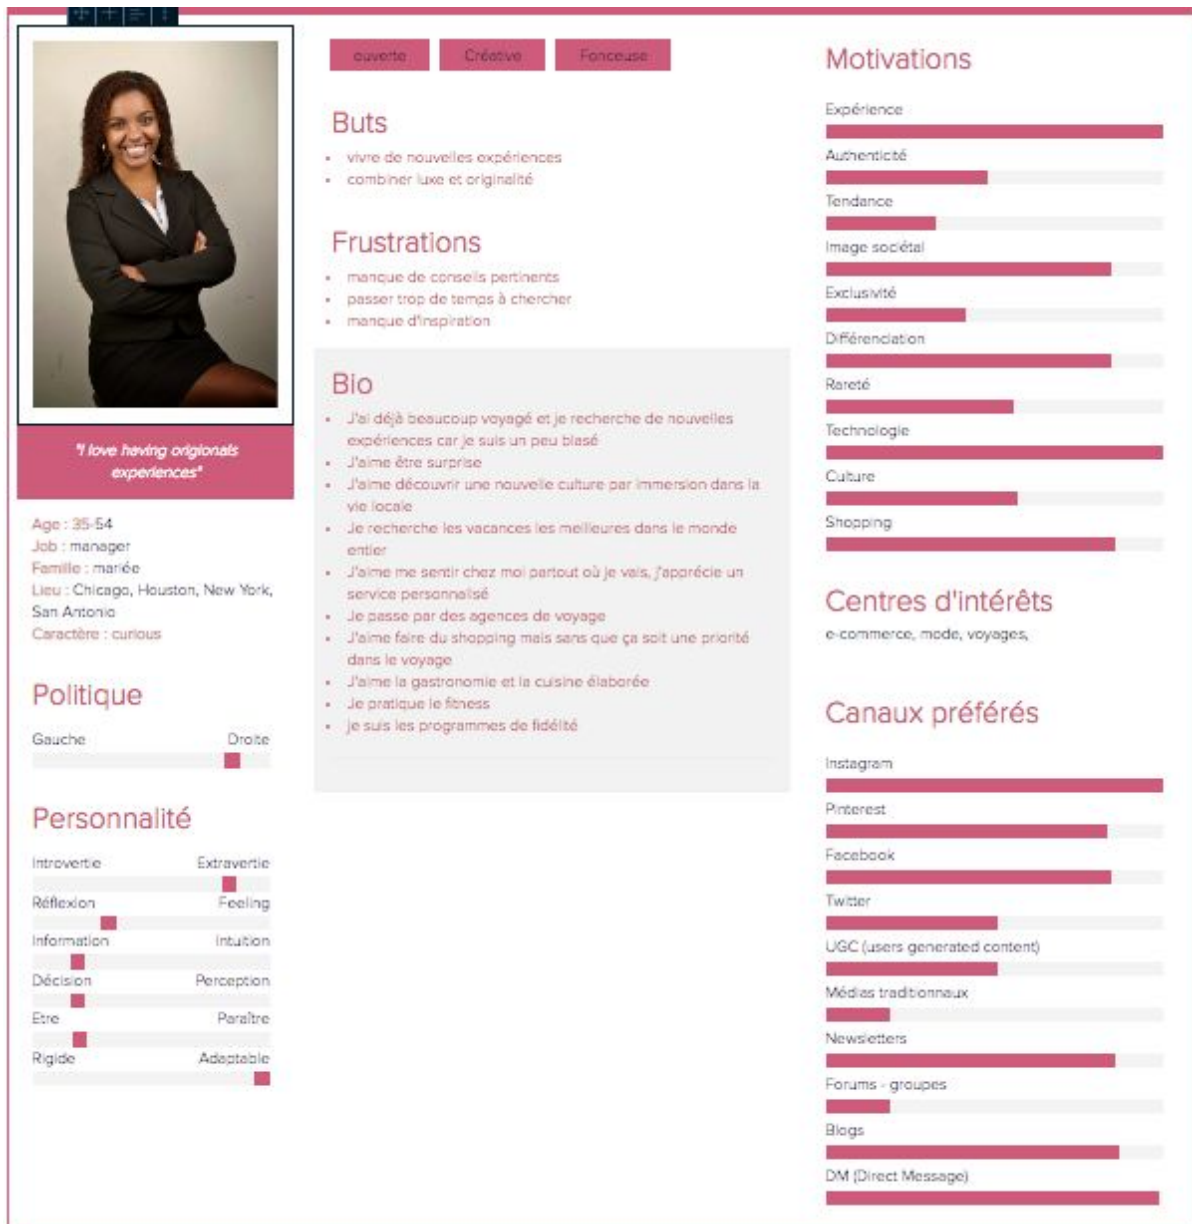 "I love having origionals
experiences"
Age : 35-54
Job : manager
Famille : mariée
Lieu : Chicago, Houston, New York,
San Antonio
Caractère : curious
Politique
Gauche Droite
Personnalité
Introvertie Extravertie
Réflexion Feeling
Information Intuition
Décision Perception
Etre Paraître
Rigide Adaptable
ouverte Créative Fonceuse
Buts
• vivre de nouvelles expériences
• combiner luxe et originalité
Frustrations
• manque de conseils pertinents
• passer trop de temps à chercher
• manque d'inspiration
Bio
• J'ai déjà beaucoup voyagé et je recherche de nouvelles
expériences car je suis un peu blasé
• J'aime être surprise
• J'aime découvrir une nouvelle culture par immersion dans la
vie locale
• Je recherche les vacances les meilleures dans le monde
entier
• J'aime me sentir chez moi partout où je vais, j'apprécie un
service personnalisé
• Je passe par des agences de voyage
• J'aime faire du shopping mais sans que ça soit une priorité
dans le voyage
• J'aime la gastronomie et la cuisine élaborée
• Je pratique le fitness
• je suis les programmes de fidélité
Motivations
Expérience
Authenticité
Tendance
Image sociétal
Exclusivité
Différenciation
Rareté
Technologie
Culture
Shopping
Centres d'intérêts
e-commerce, mode, voyages,
Canaux préférés
Instagram
Pinterest
Facebook
Twitter
UGC (users generated content)
Médias traditionnaux
Newsletters
Forums - groupes
Blogs
DM (Direct Message)